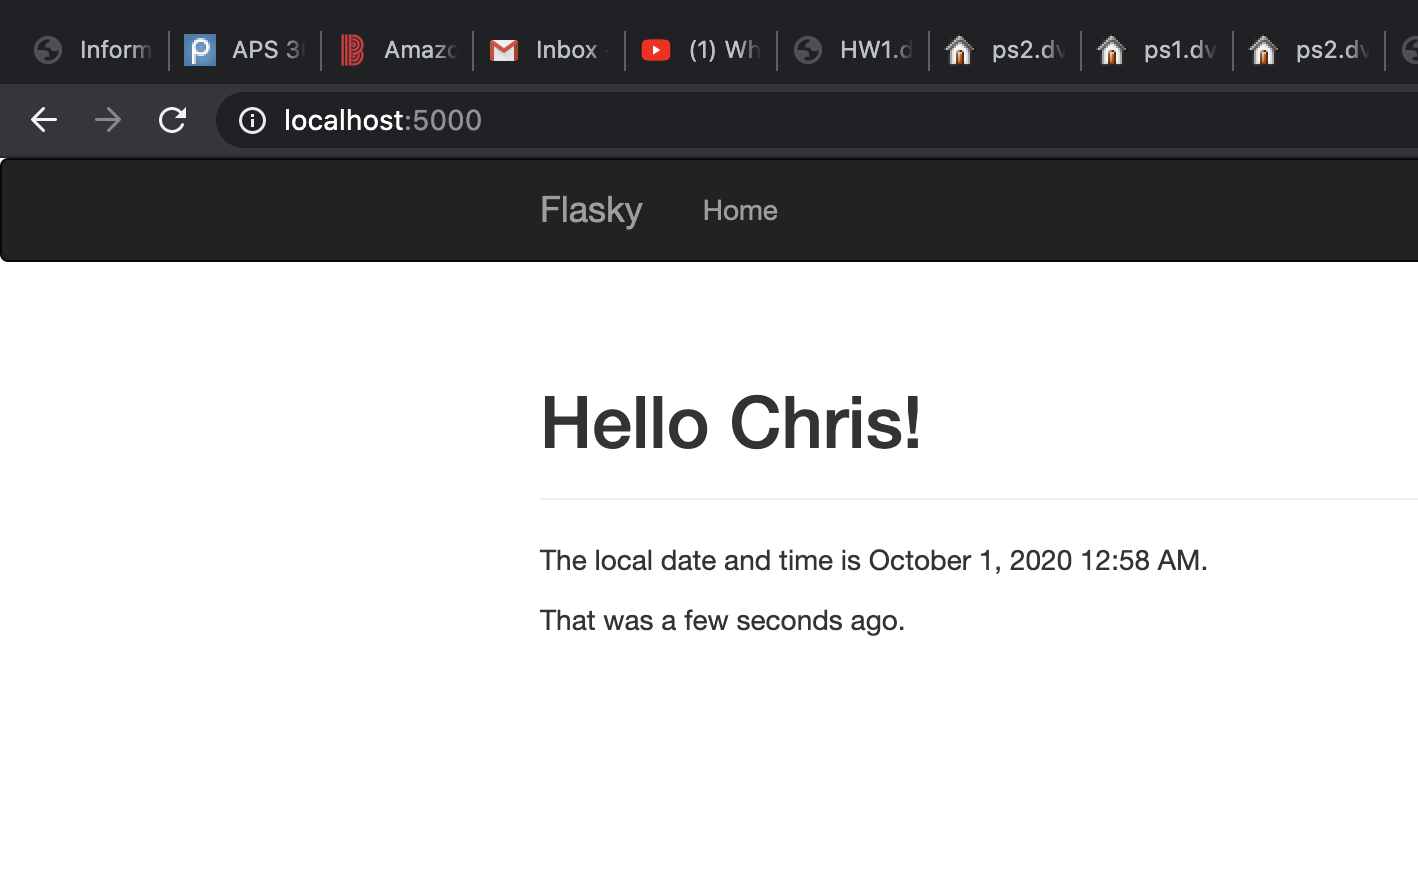 Inform APS 3 Amazo Inbox (1) Wh HW1.d ps2.dv ps1.dv ps2.dv
localhost:5000
Flasky Home
Hello Chris!
The local date and time is October 1, 2020 12:58 AM.
That was a few seconds ago.